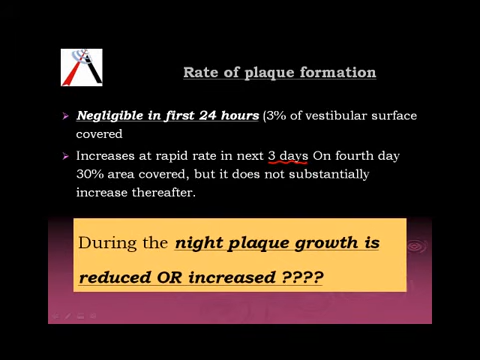 Rate of plaque formation
Negligible in first 24 hours (3% of vestibular surface
covered
Increases at rapid rate in next 3 days On fourth day
30% area covered, but it does not substantially
increase thereafter.
During the night plaque growth is
reduced OR increased ????